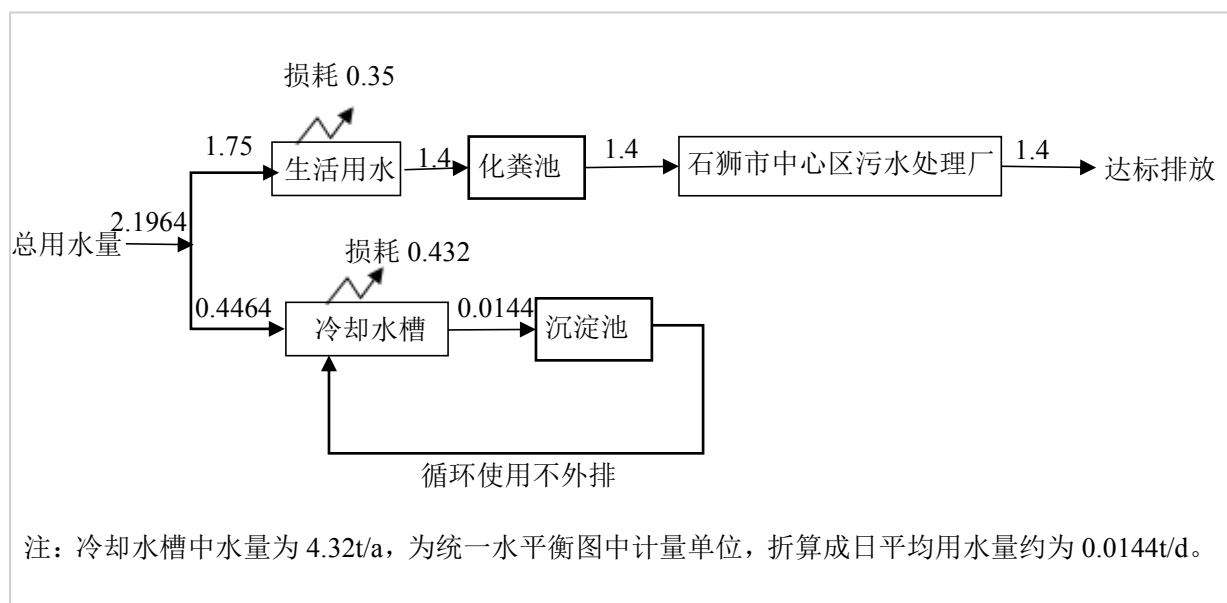 损耗 0.35
1.75
生活用水
1.4
化粪池
1.4
石狮市中心区污水处理厂
1.4
达标排放
总用水量
2.1964
损耗 0.432
0.4464
冷却水槽
0.0144
沉淀池
循环使用不外排
注：冷却水槽中水量为 4.32t/a，为统一水平衡图中计量单位，折算成日平均用水量约为 0.0144t/d。